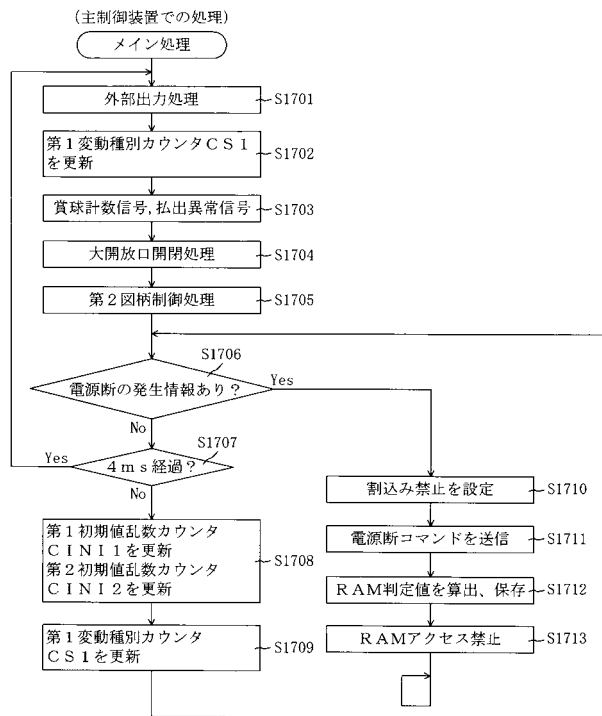 (主制御装置での処理)
メイン処理
外部出力処理
S1701
第1変動種別カウンタCS1
を更新
S1702
賞球計数信号,払出異常信号
S1703
大開放口開閉処理
S1704
第2図柄制御処理
S1705
S1706
電源断の発生情報あり?
Yes
No
S1707
4ms経過?
Yes
No
第1初期値乱数カウンタ
CINI1を更新
第2初期値乱数カウンタ
CINI2を更新
S1708
第1変動種別カウンタ
CS1を更新
S1709
割込み禁止を設定
S1710
電源断コマンドを送信
S1711
RAM判定値を算出、保存
S1712
RAMアクセス禁止
S1713